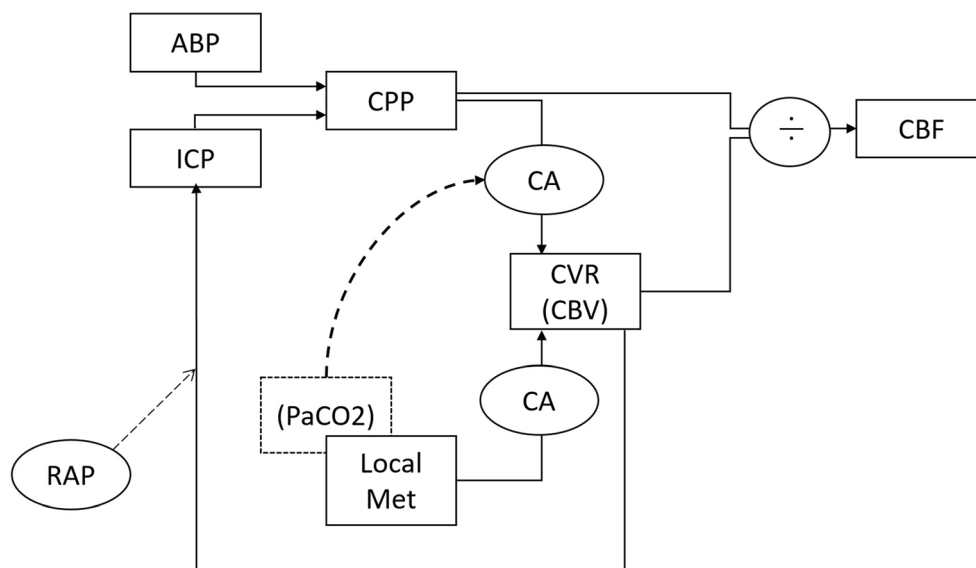 ABP
CPP
ICP
÷
CBF
CA
CVR
(CBV)
(PaCO2)
CA
RAP
Local
Met